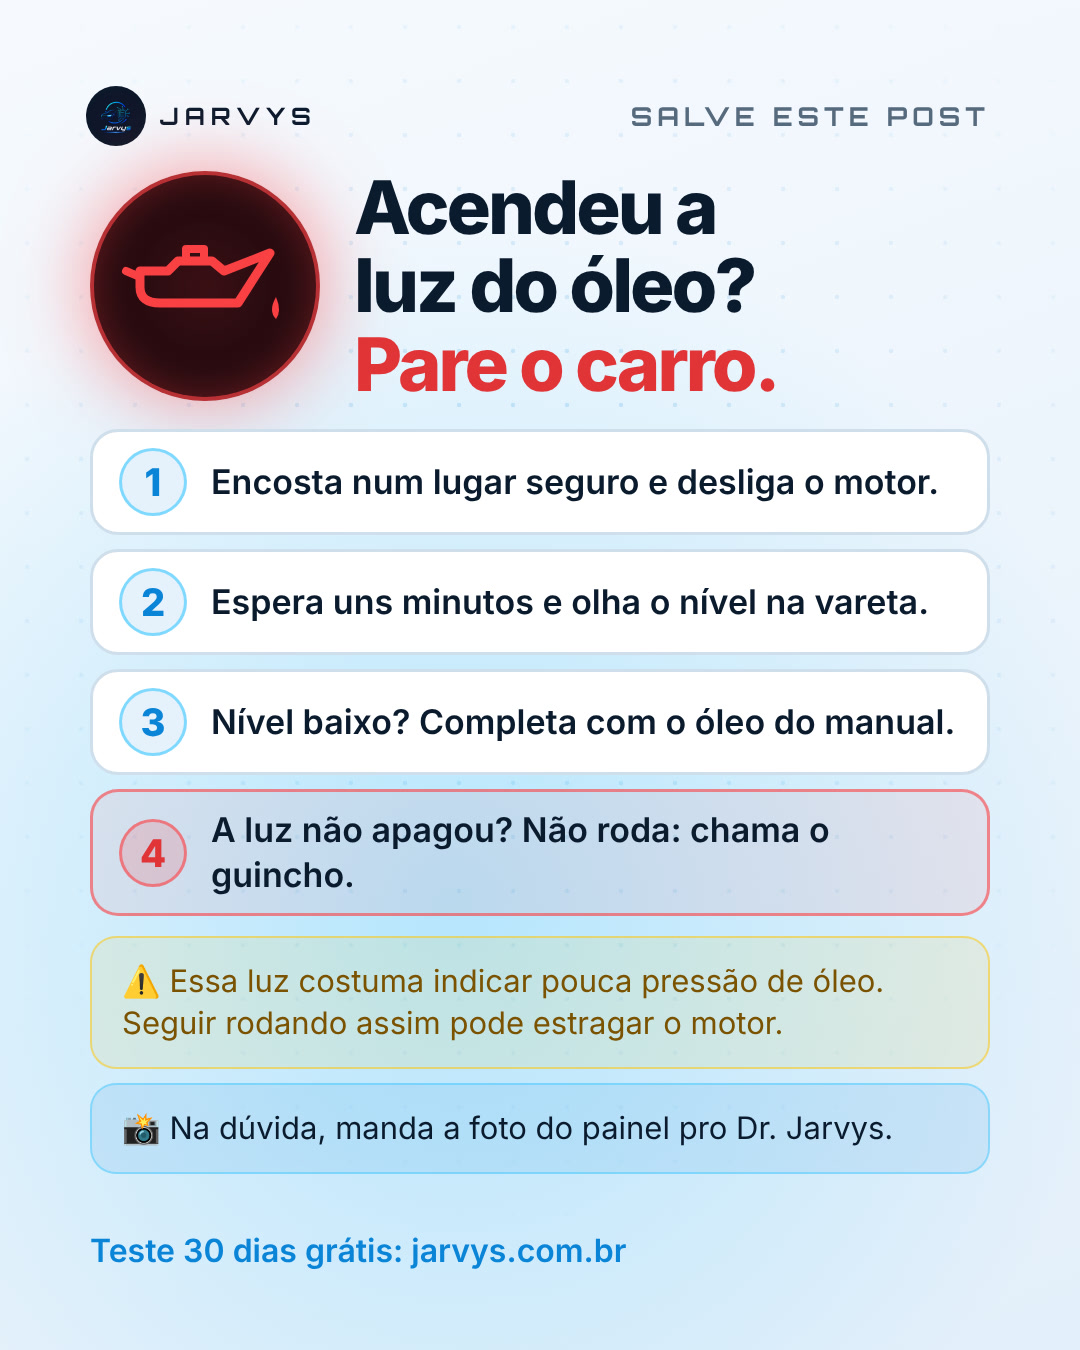 Jarvys
JARVYS
SALVE ESTE POST
Acendeu a
luz do óleo?
Pare o carro.
1 Encosta num lugar seguro e desliga o motor.
2 Espera uns minutos e olha o nível na vareta.
3 Nível baixo? Completa com o óleo do manual.
4 A luz não apagou? Não roda: chama o
guincho.
⚠️ Essa luz costuma indicar pouca pressão de óleo.
Seguir rodando assim pode estragar o motor.
📸 Na dúvida, manda a foto do painel pro Dr. Jarvys.
Teste 30 dias grátis: jarvys.com.br